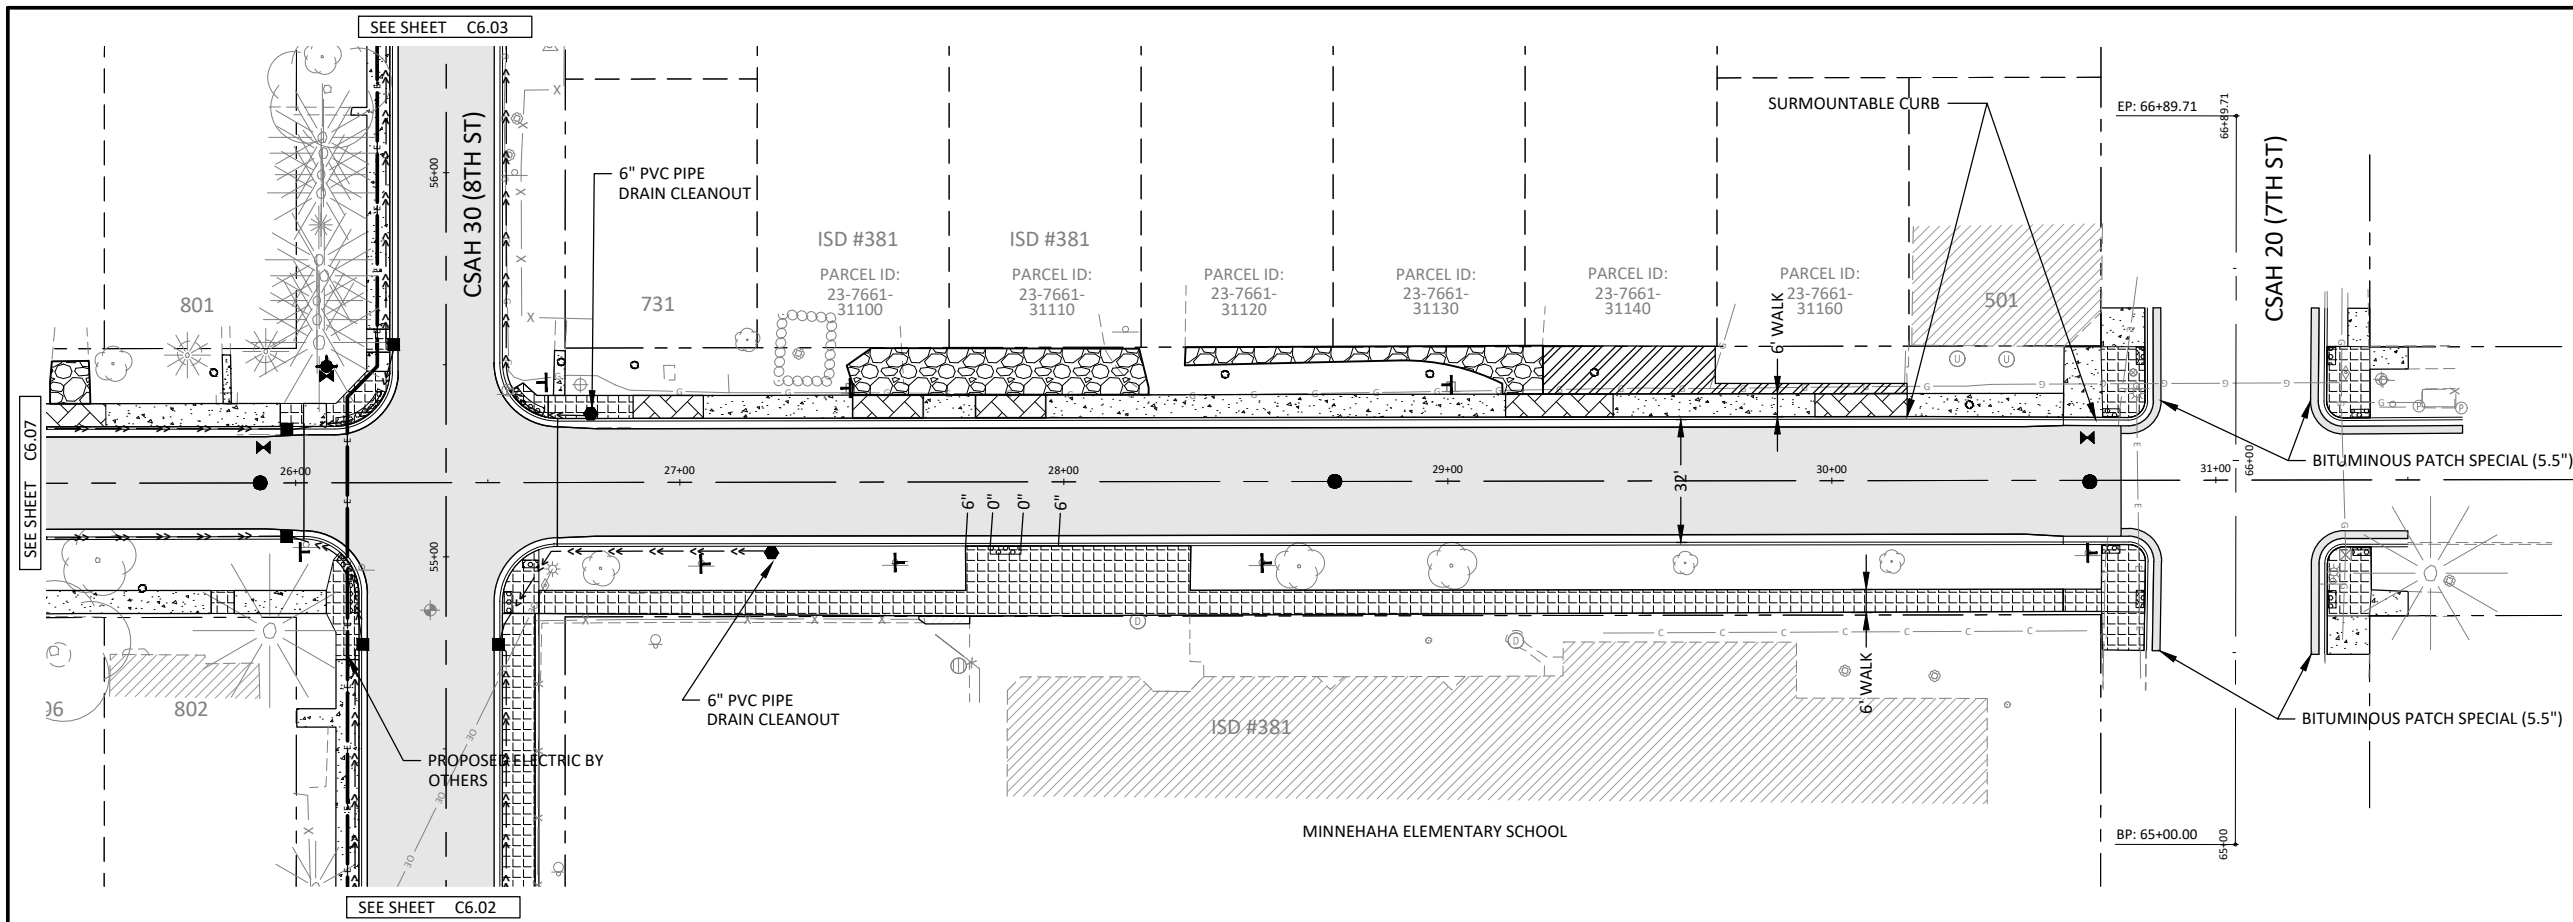 SEE SHEET C6.03
SURMOUNTABLE CURB
EP: 66+89.71
66+89.71
CSAH 30 (8TH ST)
56+00
6" PVC PIPE
DRAIN CLEANOUT
CSAH 20 (7TH ST)
ISD #381
PARCEL ID:
23-7661-
31100
ISD #381
PARCEL ID:
23-7661-
31110
PARCEL ID:
23-7661-
31120
PARCEL ID:
23-7661-
31130
PARCEL ID:
23-7661-
31140
PARCEL ID:
23-7661-
31160
801
731
501
6' WALK
SEE SHEET C6.07
26+00
27+00
28+00
29+00
30+00
31+00
66+00
32'
6"
0"
0"
6"
BITUMINOUS PATCH SPECIAL (5.5")
55+00
6' WALK
802
6" PVC PIPE
DRAIN CLEANOUT
ISD #381
BITUMINOUS PATCH SPECIAL (5.5")
PROPOSED ELECTRIC BY
OTHERS
MINNEHAHA ELEMENTARY SCHOOL
BP: 65+00.00
65+00
SEE SHEET C6.02